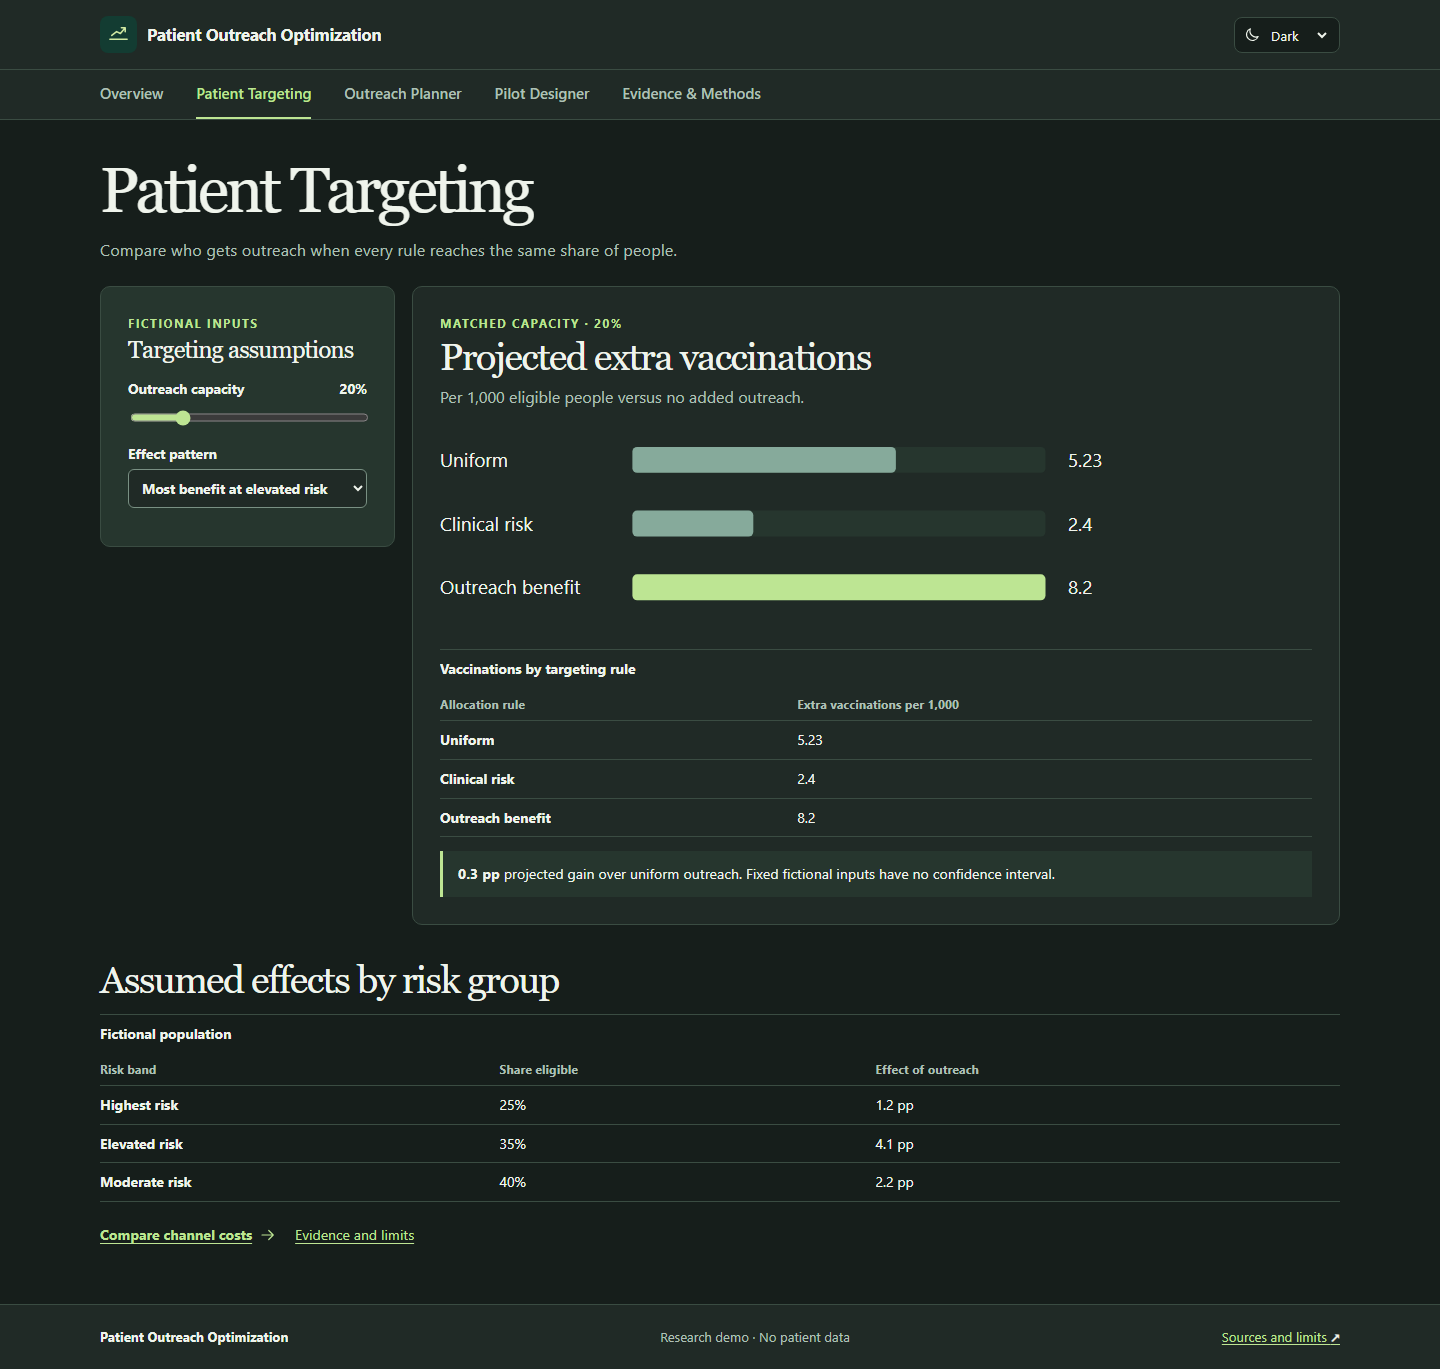 Patient Outreach Optimization
Dark
Overview
Patient Targeting
Outreach Planner
Pilot Designer
Evidence & Methods
Patient Targeting
Compare who gets outreach when every rule reaches the same share of people.
FICTIONAL INPUTS
Targeting assumptions
Outreach capacity 20%
Effect pattern
Most benefit at elevated risk
MATCHED CAPACITY · 20%
Projected extra vaccinations
Per 1,000 eligible people versus no added outreach.
Uniform 5.23
Clinical risk 2.4
Outreach benefit 8.2
Vaccinations by targeting rule
Allocation rule Extra vaccinations per 1,000
Uniform 5.23
Clinical risk 2.4
Outreach benefit 8.2
0.3 pp projected gain over uniform outreach. Fixed fictional inputs have no confidence interval.
Assumed effects by risk group
Fictional population
Risk band Share eligible Effect of outreach
Highest risk 25% 1.2 pp
Elevated risk 35% 4.1 pp
Moderate risk 40% 2.2 pp
Compare channel costs → Evidence and limits
Patient Outreach Optimization
Research demo · No patient data
Sources and limits ↗